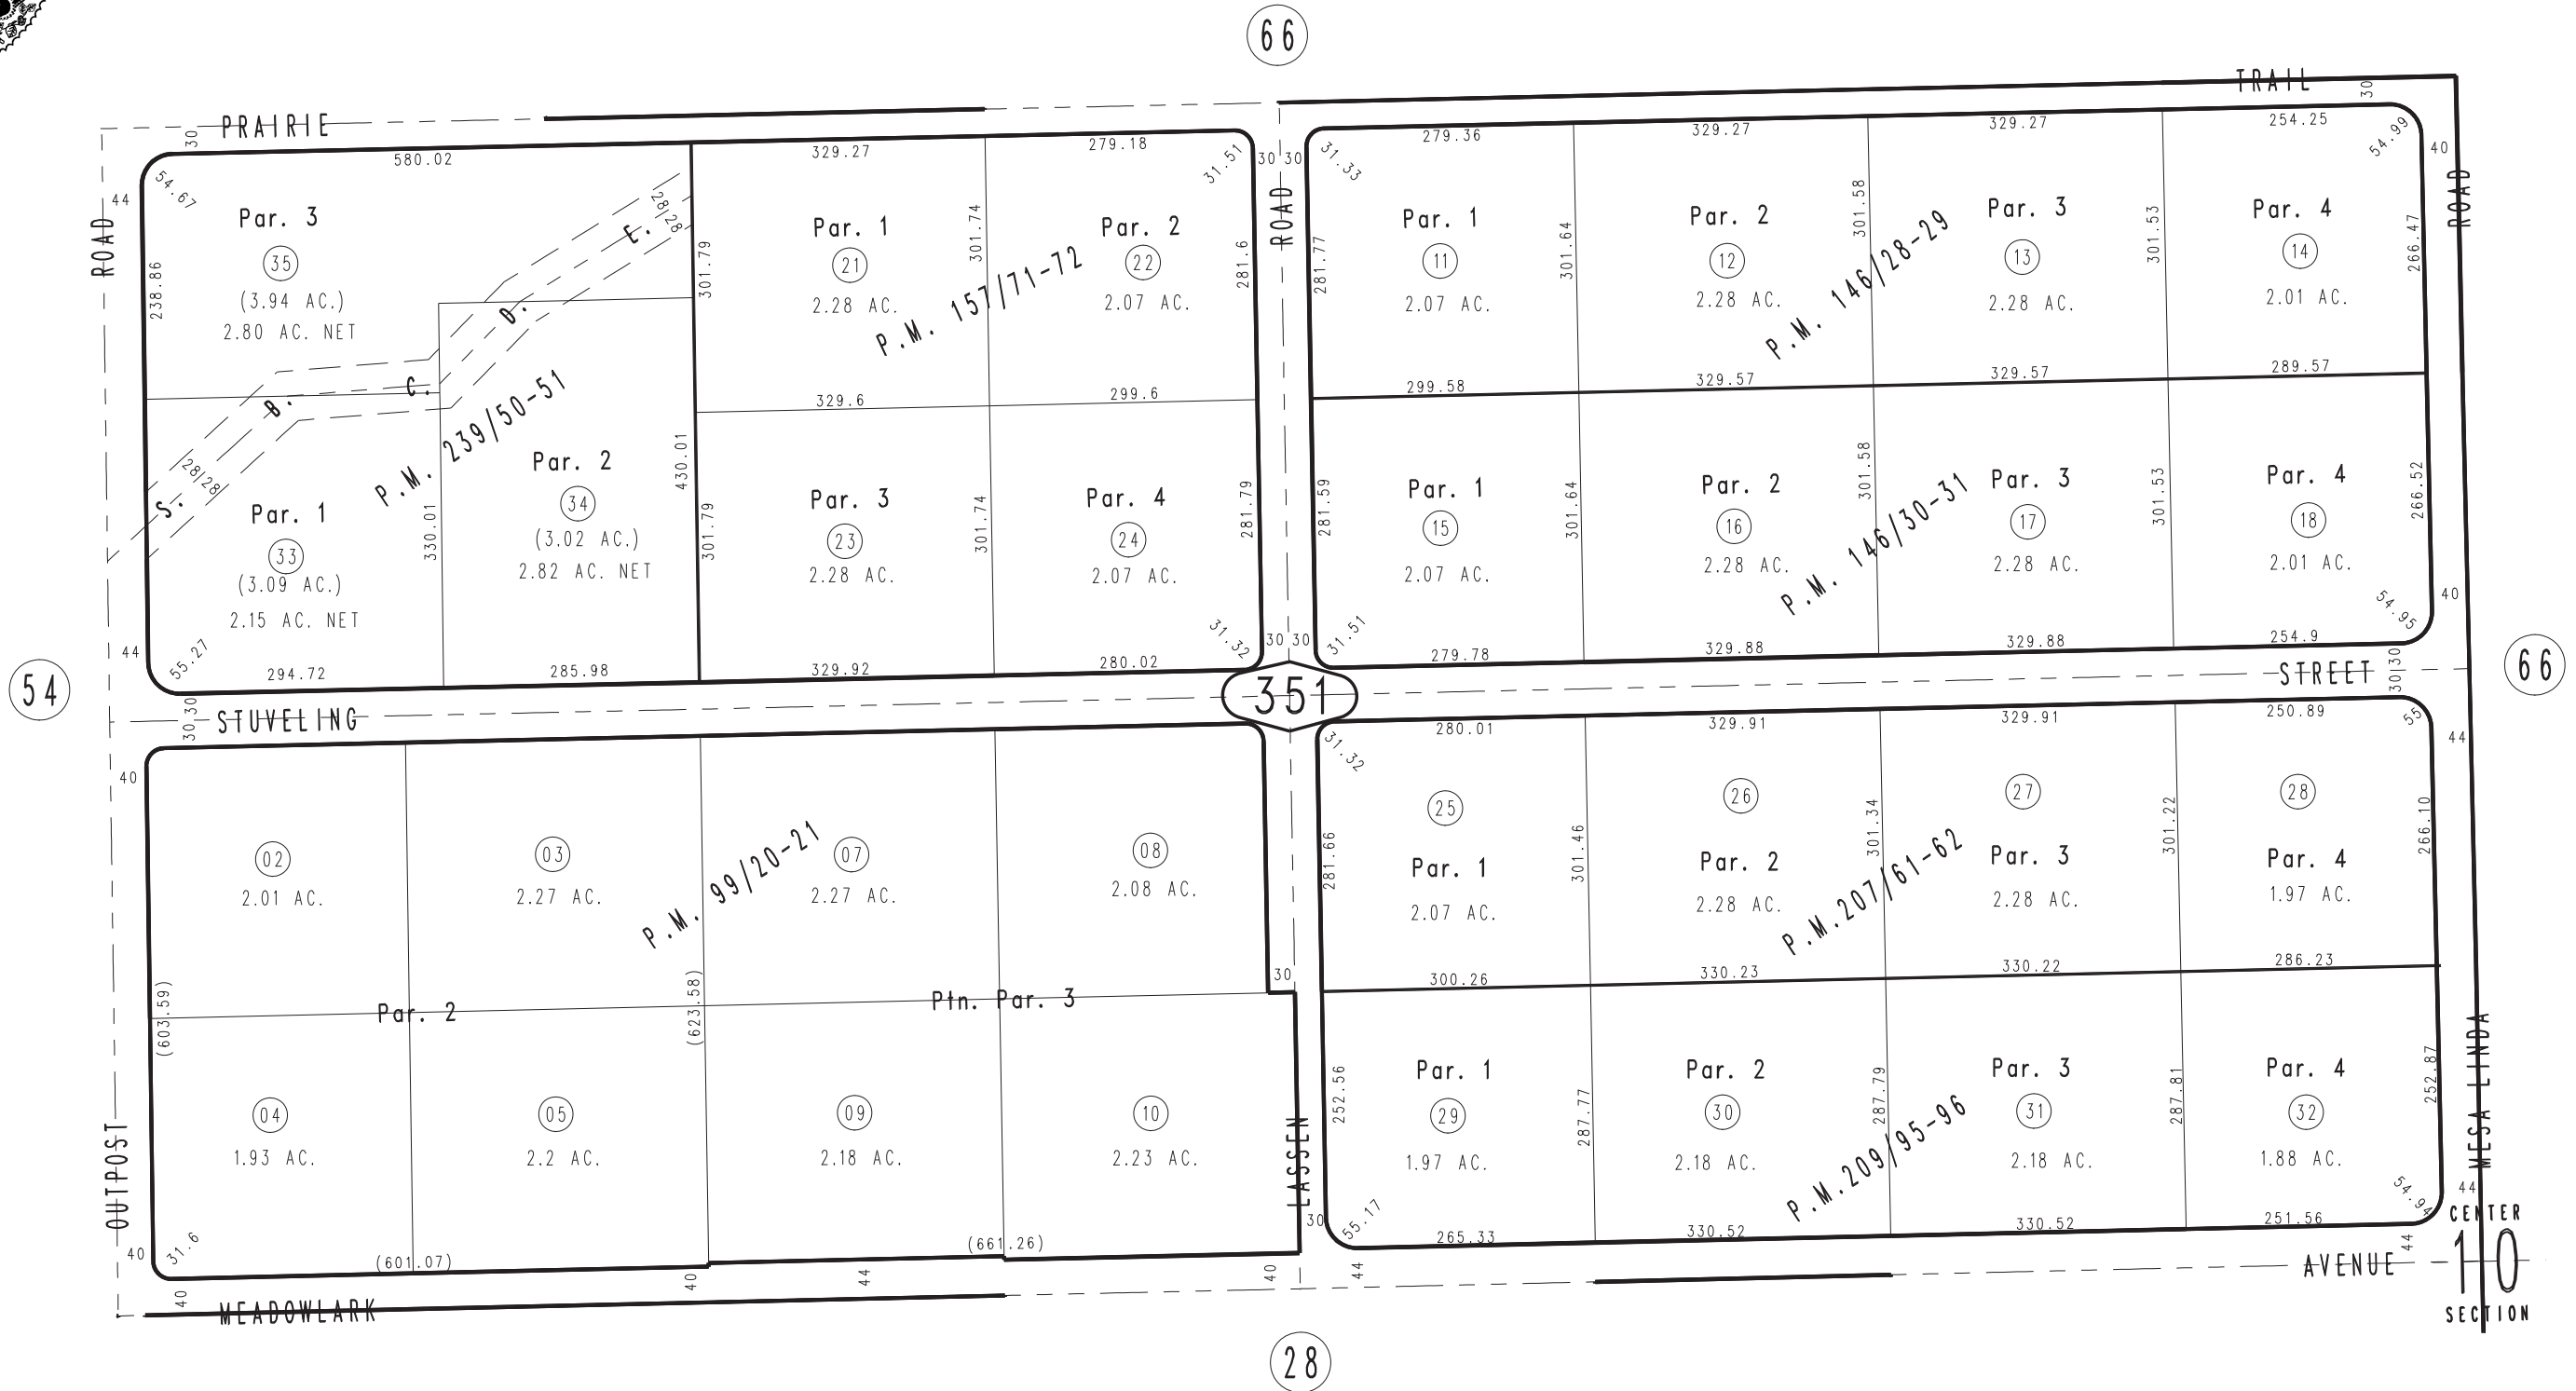 66
PRAIRIE
TRAIL
30
30
580.02
329.27
279.18
30 30
279.36
329.27
329.27
254.25
54.67
31.51
31.33
54.99
44
40
ROAD
ROAD
ROAD
238.86
Par. 3
35
(3.94 AC.)
2.80 AC. NET
28/28
S.
B.
C.
D.
E.
28/28
301.79
Par. 1
21
2.28 AC.
301.74
Par. 2
22
2.07 AC.
281.6
P.M. 157/71-72
329.6
299.6
281.77
Par. 1
11
2.07 AC.
301.64
Par. 2
12
2.28 AC.
301.58
Par. 3
13
2.28 AC.
301.53
Par. 4
14
2.01 AC.
266.47
P.M. 146/28-29
299.58
329.57
329.57
289.57
P.M. 239/50-51
Par. 1
33
(3.09 AC.)
2.15 AC. NET
330.01
Par. 2
34
(3.02 AC.)
2.82 AC. NET
430.01
301.79
Par. 3
23
2.28 AC.
301.74
Par. 4
24
2.07 AC.
281.79
281.59
Par. 1
15
2.07 AC.
301.64
Par. 2
16
2.28 AC.
301.58
Par. 3
17
2.28 AC.
301.53
Par. 4
18
2.01 AC.
266.52
P.M. 146/30-31
40
44
55.27
31.32
30 30
31.51
54.95
294.72
285.98
329.92
280.02
279.78
329.88
329.88
254.9
54
351
66
30 30
STUVELING
STREET
30 30
280.01
329.91
329.91
250.89
31.32
55
44
40
02
2.01 AC.
03
2.27 AC.
07
2.27 AC.
08
2.08 AC.
P.M. 99/20-21
281.66
25
Par. 1
2.07 AC.
301.46
26
Par. 2
2.28 AC.
301.34
27
Par. 3
2.28 AC.
301.22
28
Par. 4
1.97 AC.
266.10
P.M.207/61-62
30
300.26
330.23
330.22
286.23
(603.59)
Par. 2
(623.58)
Ptn. Par. 3
04
1.93 AC.
05
2.2 AC.
09
2.18 AC.
10
2.23 AC.
252.56
Par. 1
29
1.97 AC.
287.77
Par. 2
30
2.18 AC.
287.79
Par. 3
31
2.18 AC.
287.81
Par. 4
32
1.88 AC.
252.87
P.M.209/95-96
OUTPOST
LASSEN
MESA LINDA
40
31.6
30
55.17
54.94
44
(601.07)
(661.26)
265.33
330.52
330.52
251.56
CENTER
10
SECTION
40
40
44
40
44
44
MEADOWLARK
AVENUE
28